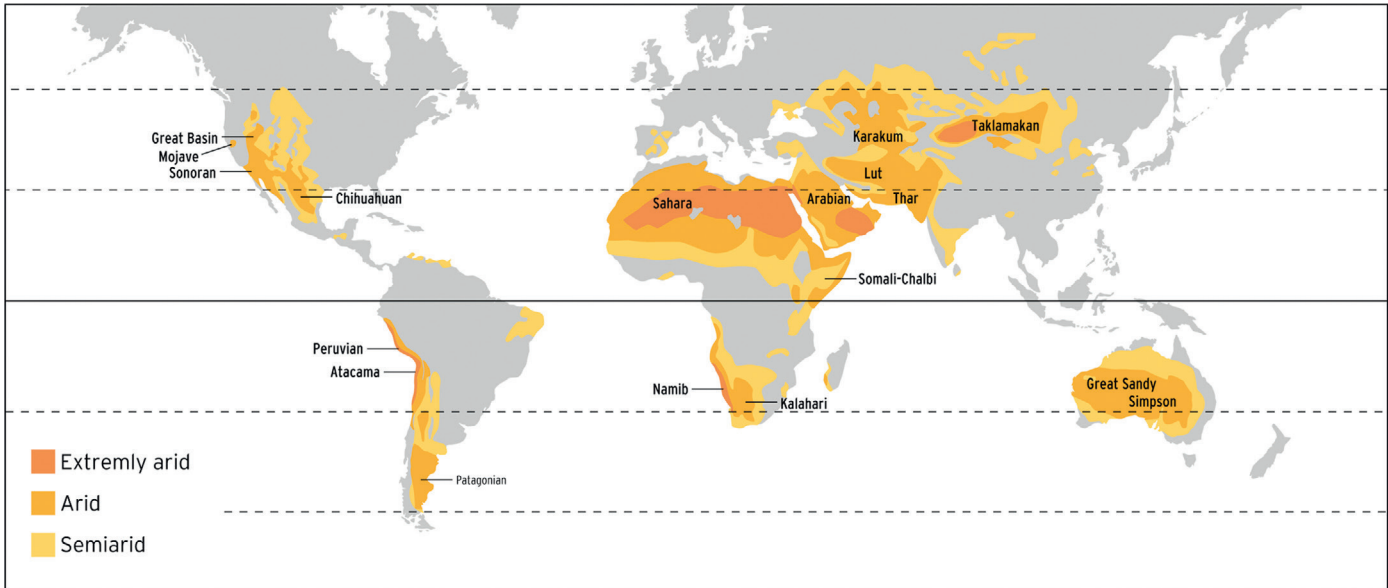 Great Basin
Mojave
Sonoran
Chihuahuan
Karakum
Taklamakan
Lut
Sahara
Arabian
Thar
Somali-Chalbi
Peruvian
Atacama
Namib
Kalahari
Great Sandy
Simpson
Patagonian
Extremly arid
Arid
Semiarid